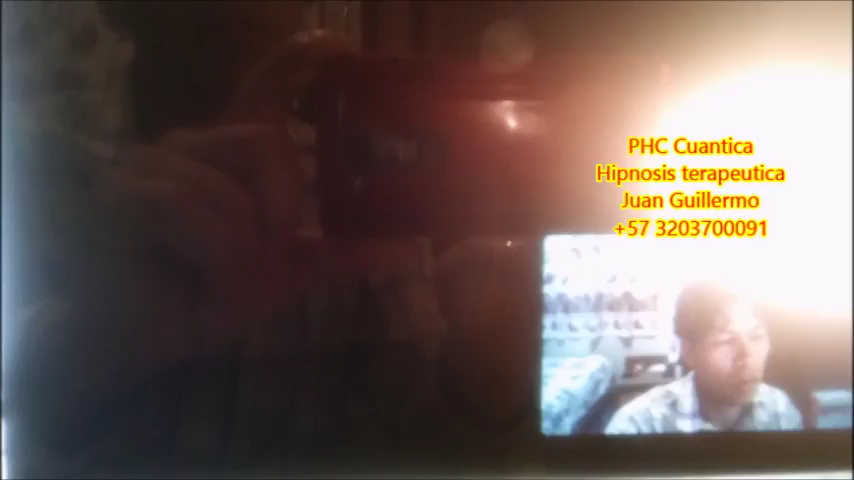 PHC Cuantica
Hipnosis terapeutica
Juan Guillermo
+57 3203700091